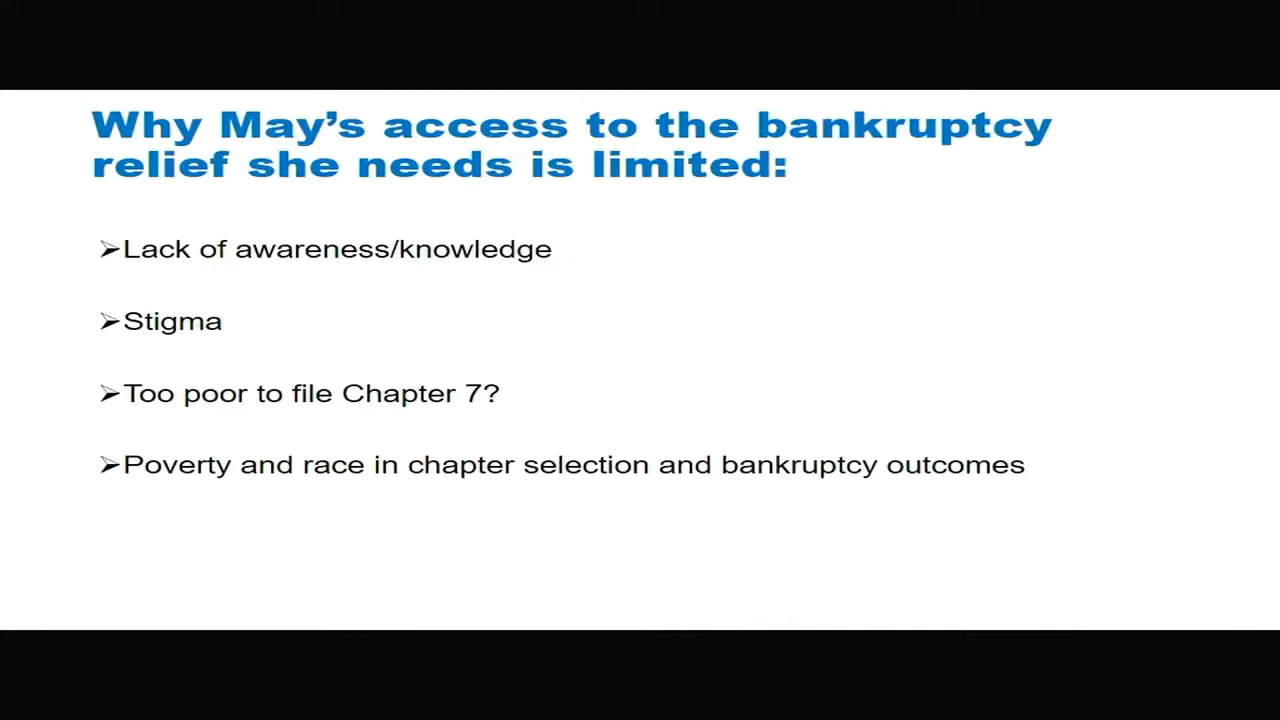 Why May’s access to the bankruptcy
relief she needs is limited:
➢Lack of awareness/knowledge
➢Stigma
➢Too poor to file Chapter 7?
➢Poverty and race in chapter selection and bankruptcy outcomes